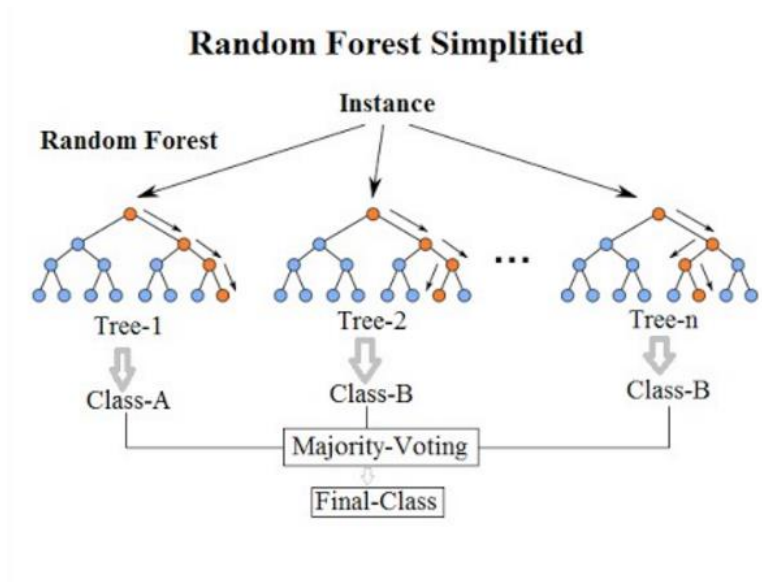 Random Forest Simplified
Instance
Random Forest
...
Tree-1
Tree-2
Tree-n
Class-A
Class-B
Class-B
Majority-Voting
Final-Class